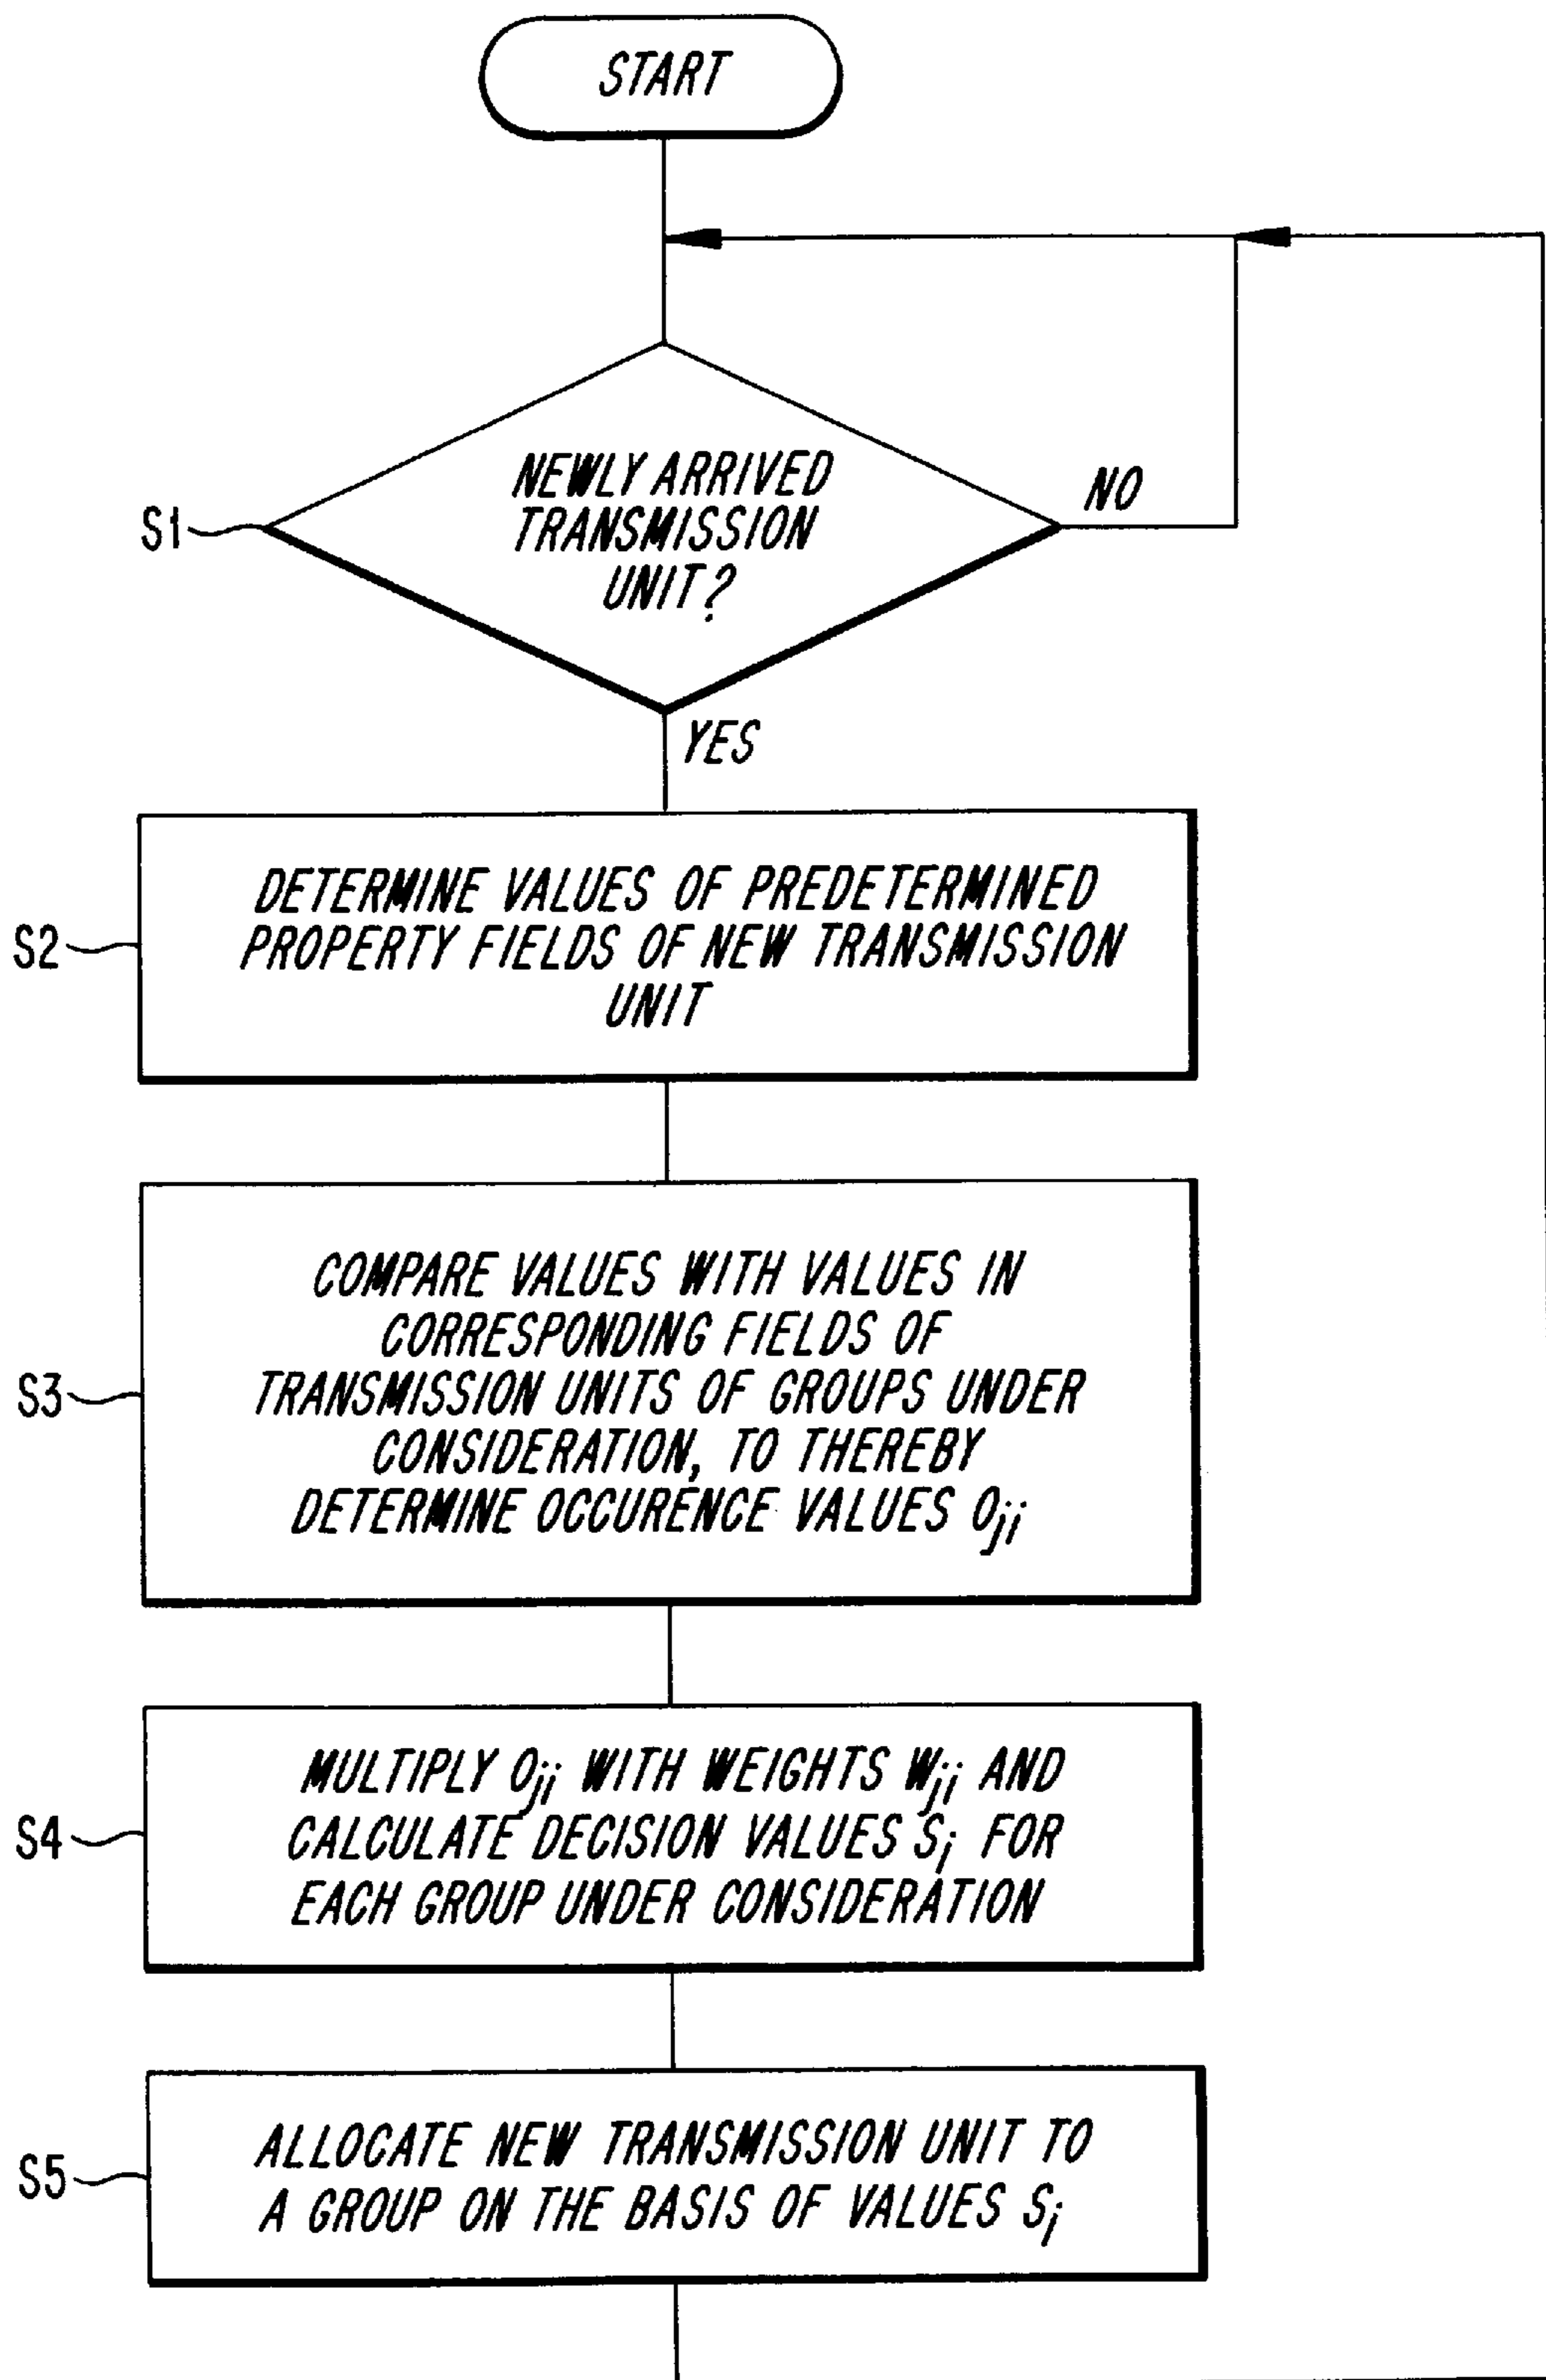 START
NEWLY ARRIVED
TRANSMISSION
UNIT?
NO
S1
YES
DETERMINE VALUES OF PREDETERMINED
PROPERTY FIELDS OF NEW TRANSMISSION
UNIT
S2
COMPARE VALUES WITH VALUES IN
CORRESPONDING FIELDS OF
TRANSMISSION UNITS OF GROUPS UNDER
CONSIDERATION, TO THEREBY
DETERMINE OCCURENCE VALUES Oji
S3
MULTIPLY Oji WITH WEIGHTS Wji AND
CALCULATE DECISION VALUES Si FOR
EACH GROUP UNDER CONSIDERATION
S4
ALLOCATE NEW TRANSMISSION UNIT TO
A GROUP ON THE BASIS OF VALUES Si
S5